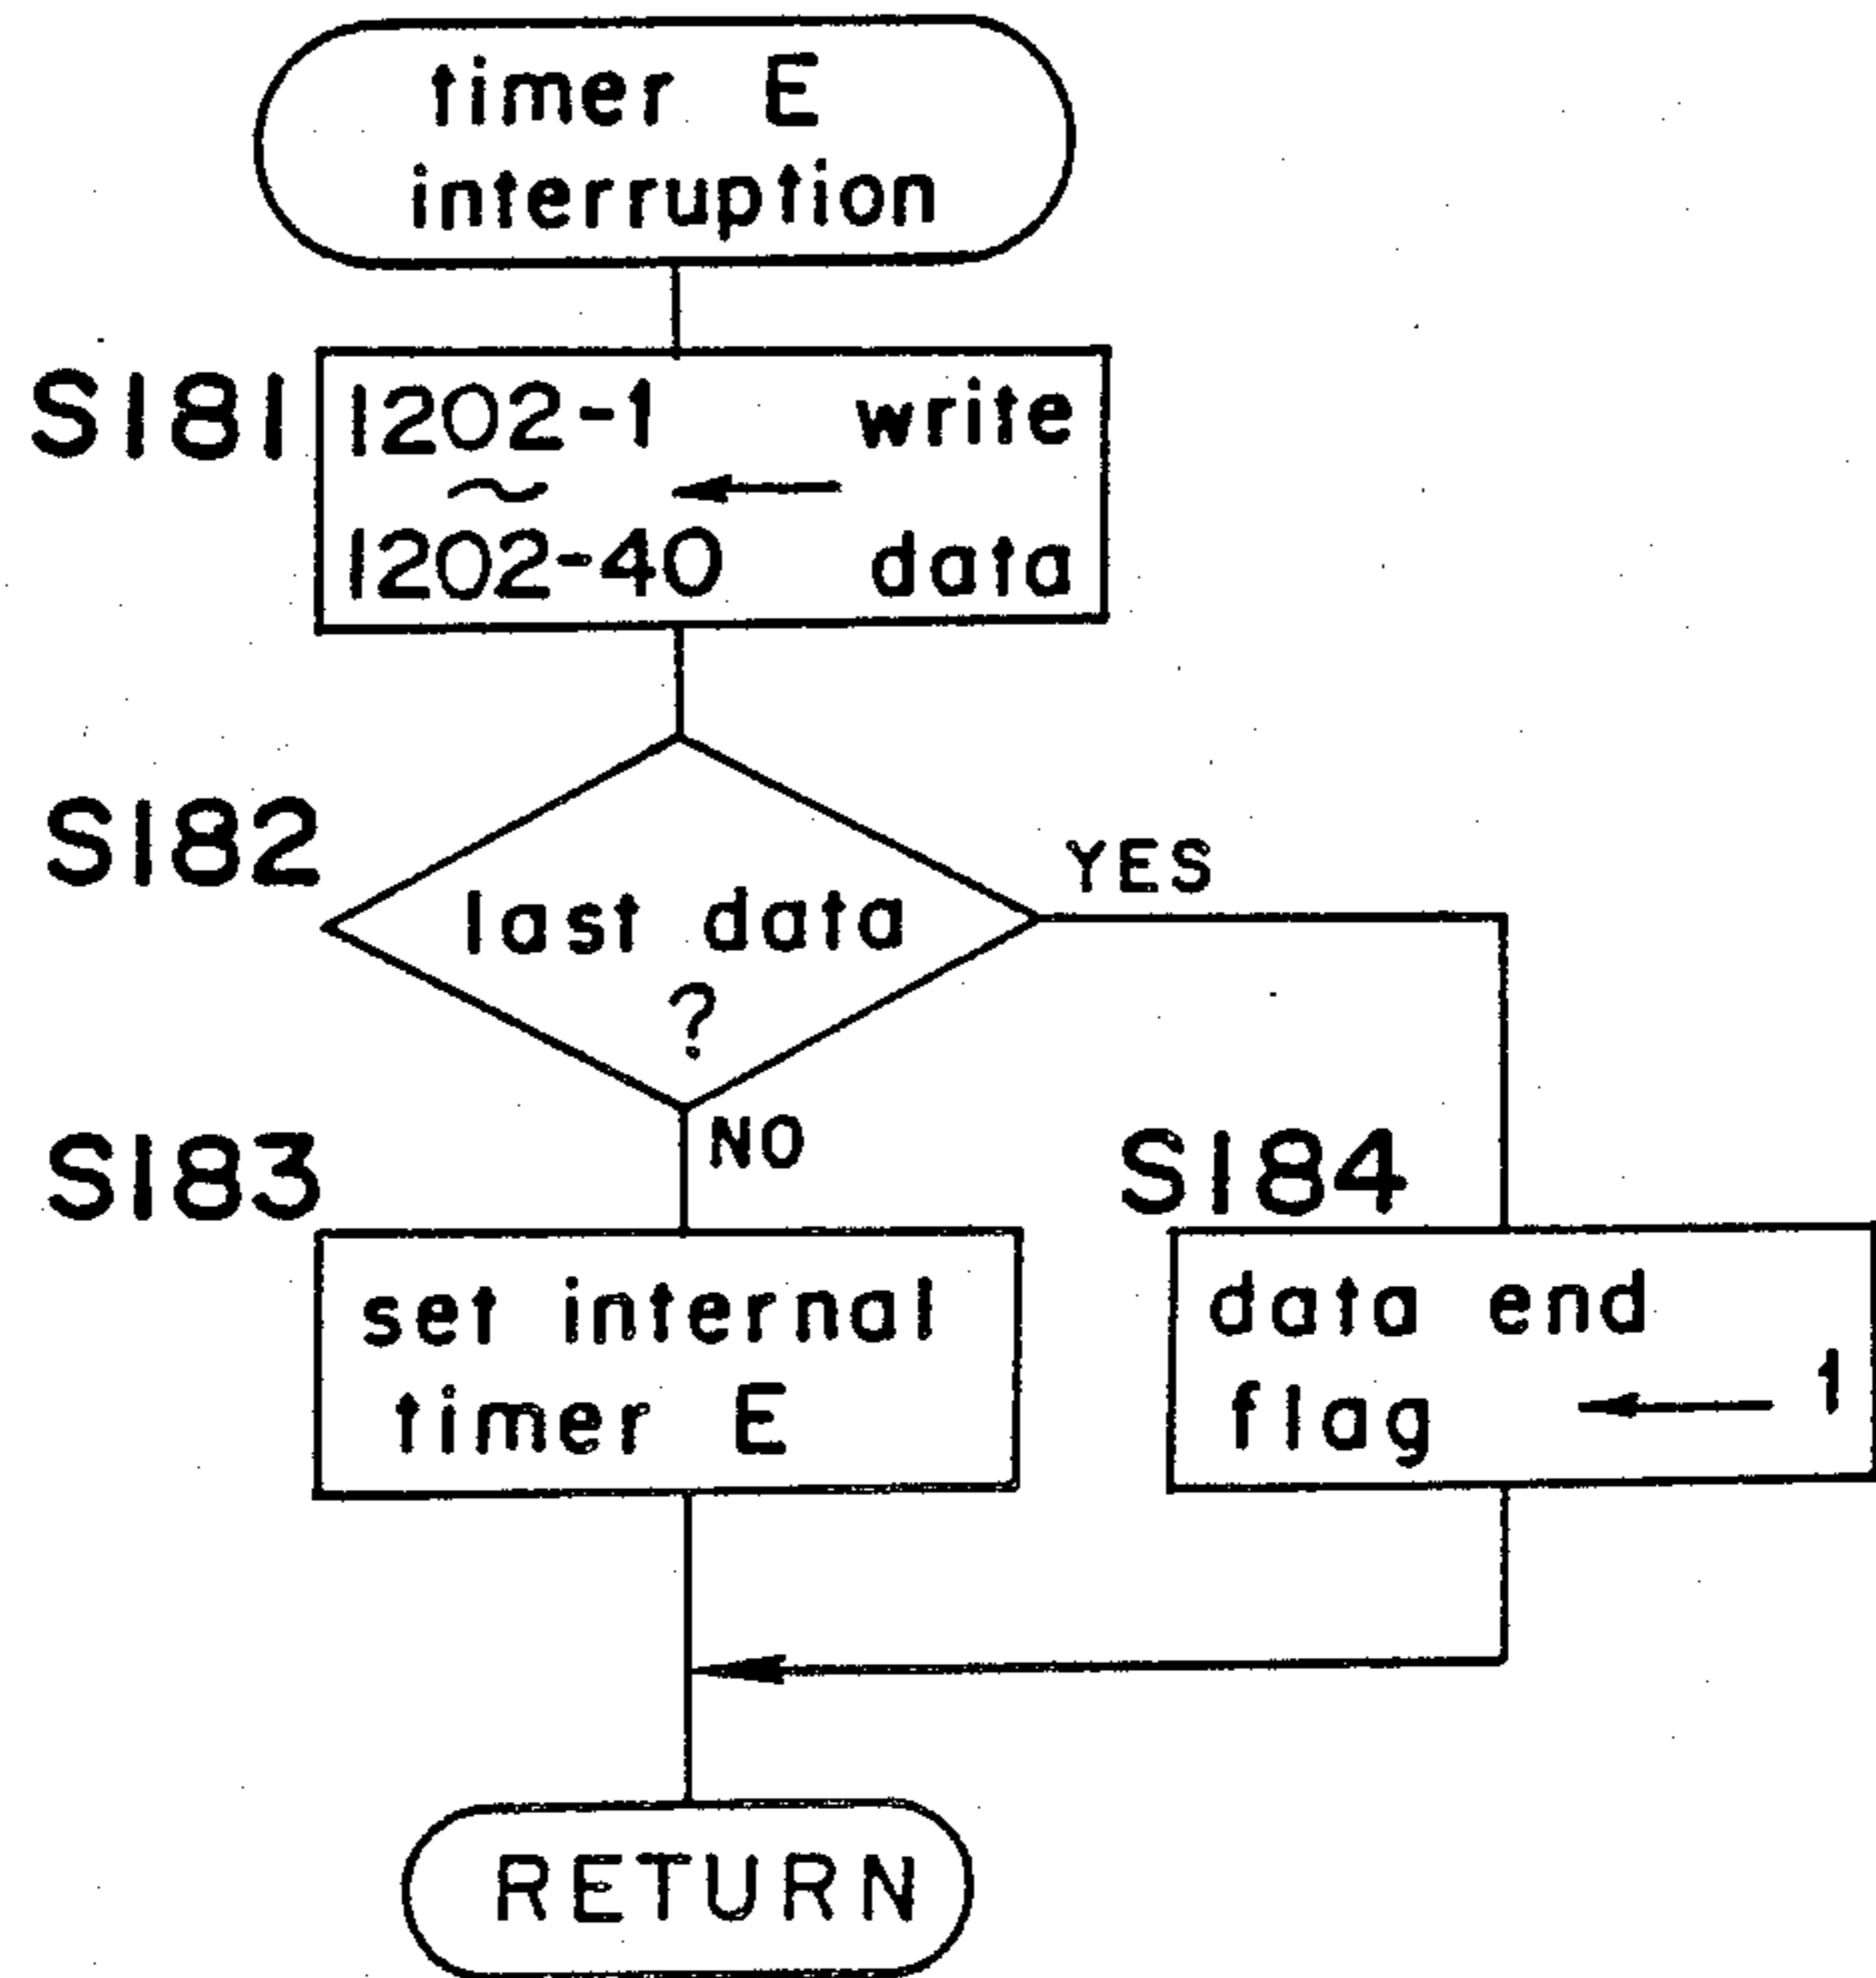 timer E
interruption
S181
1202-1 write
~ ←
1202-40 data
S182
last data
?
YES
NO
S183
set internal
timer E
S184
data end
flag ← 1
RETURN